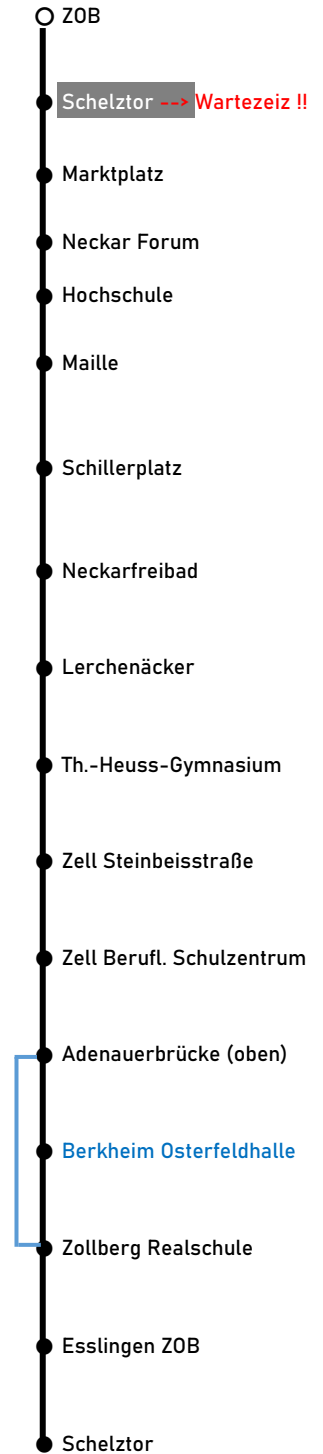 ZOB
Schelztor --> Wartezeiz !!
Marktplatz
Neckar Forum
Hochschule
Maille
Schillerplatz
Neckarfreibad
Lerchenäcker
Th.-Heuss-Gymnasium
Zell Steinbeisstraße
Zell Berufl. Schulzentrum
Adenauerbrücke (oben)
Berkheim Osterfeldhalle
Zollberg Realschule
Esslingen ZOB
Schelztor